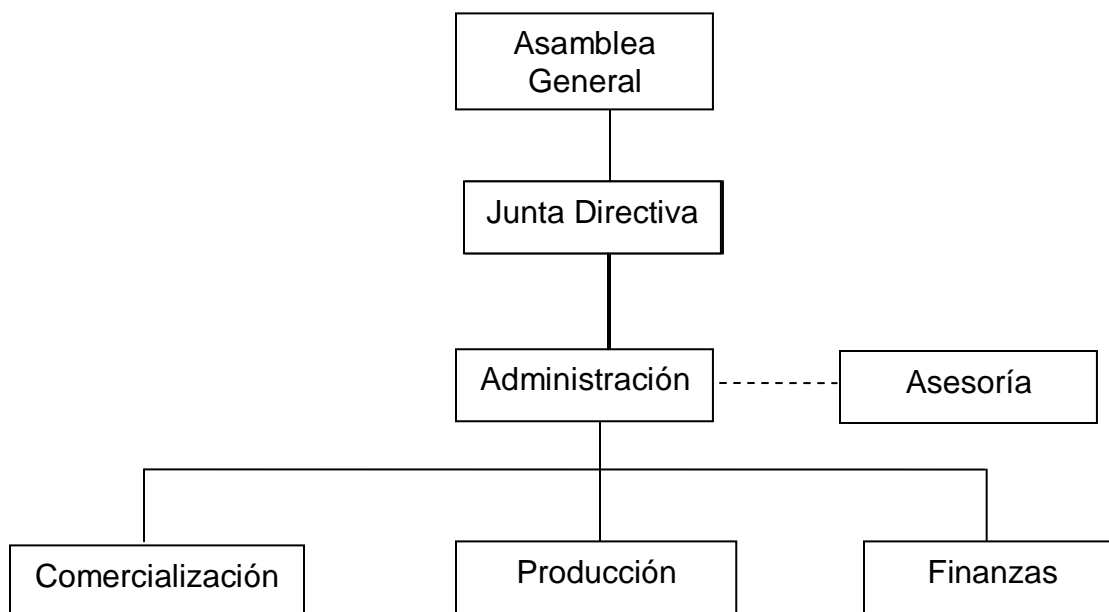 Asamblea
General
Junta Directiva
Administración
Asesoría
Comercialización
Producción
Finanzas